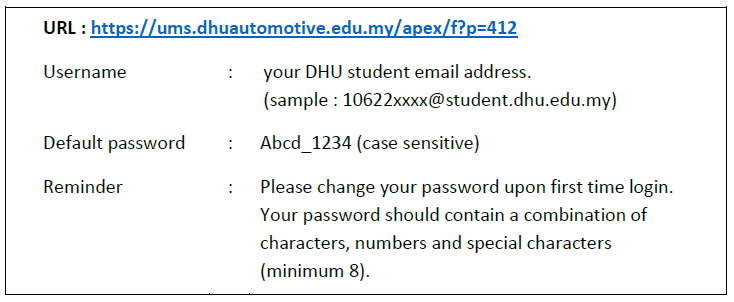 URL : https://ums.dhuautomotive.edu.my/apex/f?p=412
Username : your DHU student email address.
(sample : 10622xxxx@student.dhu.edu.my)
Default password : Abcd_1234 (case sensitive)
Reminder : Please change your password upon first time login.
Your password should contain a combination of
characters, numbers and special characters
(minimum 8).